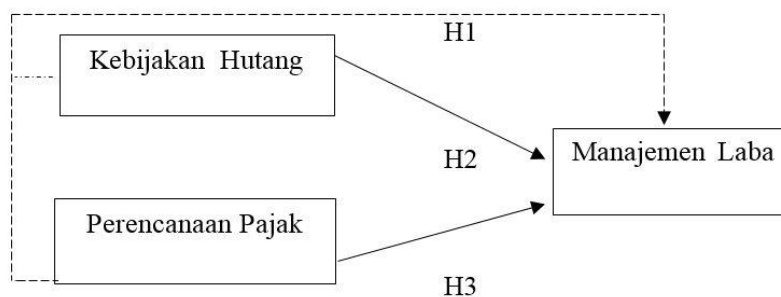 H1
Kebijakan Hutang
H2
Manajemen Laba
Perencanaan Pajak
H3